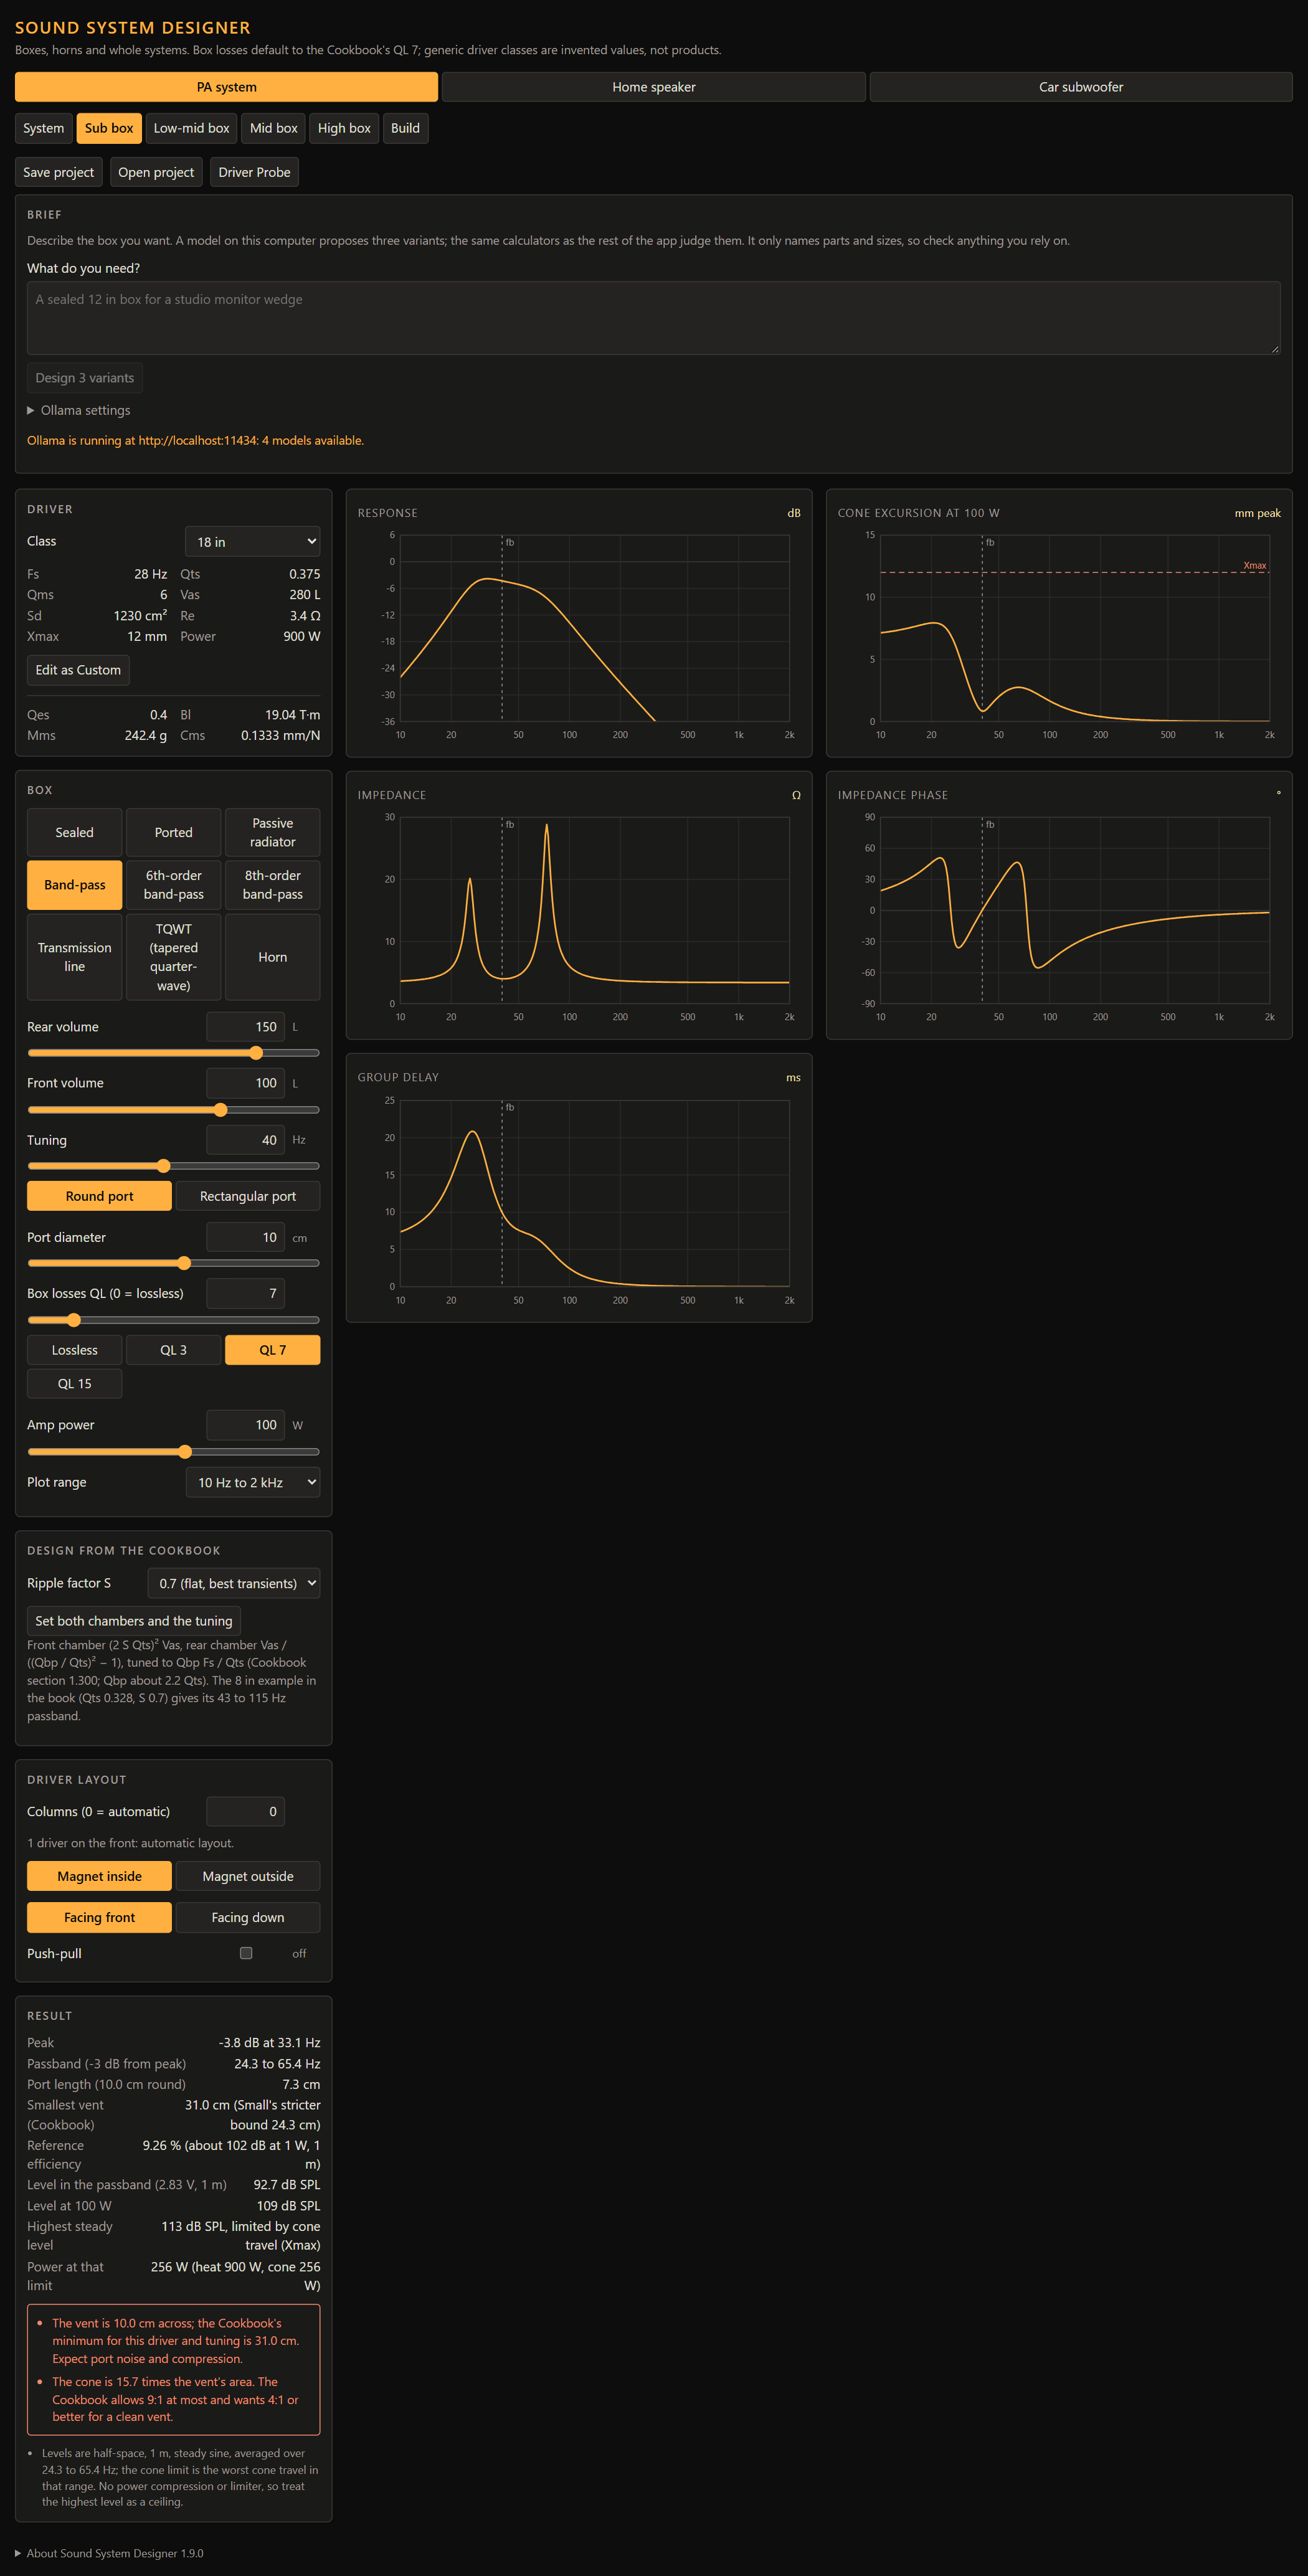 SOUND SYSTEM DESIGNER
Boxes, horns and whole systems. Box losses default to the Cookbook's QL 7; generic driver classes are invented values, not products.
PA system
Home speaker
Car subwoofer
System
Sub box
Low-mid box
Mid box
High box
Build
Save project
Open project
Driver Probe
BRIEF
Describe the box you want. A model on this computer proposes three variants; the same calculators as the rest of the app judge them. It only names parts and sizes, so check anything you rely on.
What do you need?
A sealed 12 in box for a studio monitor wedge
Design 3 variants
Ollama settings
Ollama is running at http://localhost:11434: 4 models available.
DRIVER
Class
18 in
Fs 28 Hz Qts 0.375
Qms 6 Vas 280 L
Sd 1230 cm² Re 3.4 Ω
Xmax 12 mm Power 900 W
Edit as Custom
Qes 0.4 Bl 19.04 T·m
Mms 242.4 g Cms 0.1333 mm/N
BOX
Sealed
Ported
Passive
radiator
Band-pass
6th-order
band-pass
8th-order
band-pass
Transmission
line
TQWT
(tapered
quarter-
wave)
Horn
Rear volume 150 L
Front volume 100 L
Tuning 40 Hz
Round port
Rectangular port
Port diameter 10 cm
Box losses QL (0 = lossless) 7
Lossless
QL 3
QL 7
QL 15
Amp power 100 W
Plot range 10 Hz to 2 kHz
DESIGN FROM THE COOKBOOK
Ripple factor S 0.7 (flat, best transients)
Set both chambers and the tuning
Front chamber (2 S Qts)² Vas, rear chamber Vas /
((Qbp / Qts)² − 1), tuned to Qbp Fs / Qts (Cookbook
section 1.300; Qbp about 2.2 Qts). The 8 in example in
the book (Qts 0.328, S 0.7) gives its 43 to 115 Hz
passband.
DRIVER LAYOUT
Columns (0 = automatic) 0
1 driver on the front: automatic layout.
Magnet inside
Magnet outside
Facing front
Facing down
Push-pull off
RESULT
Peak -3.8 dB at 33.1 Hz
Passband (-3 dB from peak) 24.3 to 65.4 Hz
Port length (10.0 cm round) 7.3 cm
Smallest vent 31.0 cm (Small's stricter
(Cookbook) bound 24.3 cm)
Reference 9.26 % (about 102 dB at 1 W, 1
efficiency m)
Level in the passband (2.83 V, 1 m) 92.7 dB SPL
Level at 100 W 109 dB SPL
Highest steady 113 dB SPL, limited by cone
level travel (Xmax)
Power at that 256 W (heat 900 W, cone 256
limit W)
The vent is 10.0 cm across; the Cookbook's
minimum for this driver and tuning is 31.0 cm.
Expect port noise and compression.
The cone is 15.7 times the vent's area. The
Cookbook allows 9:1 at most and wants 4:1 or
better for a clean vent.
Levels are half-space, 1 m, steady sine, averaged over
24.3 to 65.4 Hz; the cone limit is the worst cone travel in
that range. No power compression or limiter, so treat
the highest level as a ceiling.
RESPONSE dB
fb
6
0
-6
-12
-18
-24
-30
-36
10 20 50 100 200 500 1k 2k
CONE EXCURSION AT 100 W mm peak
fb
Xmax
15
10
5
0
10 20 50 100 200 500 1k 2k
IMPEDANCE Ω
fb
30
20
10
0
10 20 50 100 200 500 1k 2k
IMPEDANCE PHASE °
fb
90
60
30
0
-30
-60
-90
10 20 50 100 200 500 1k 2k
GROUP DELAY ms
fb
25
20
15
10
5
0
10 20 50 100 200 500 1k 2k
About Sound System Designer 1.9.0